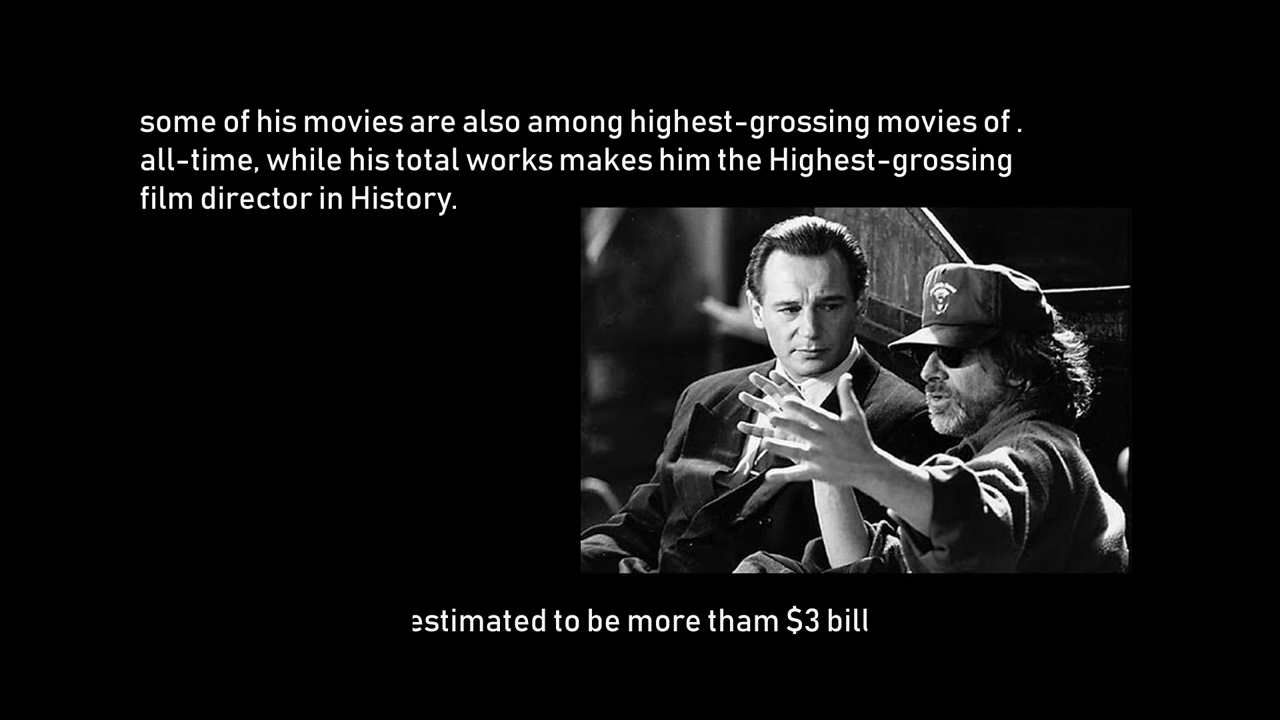 some of his movies are also among highest-grossing movies of .
all-time, while his total works makes him the Highest-grossing
film director in History.
estimated to be more tham $3 bill